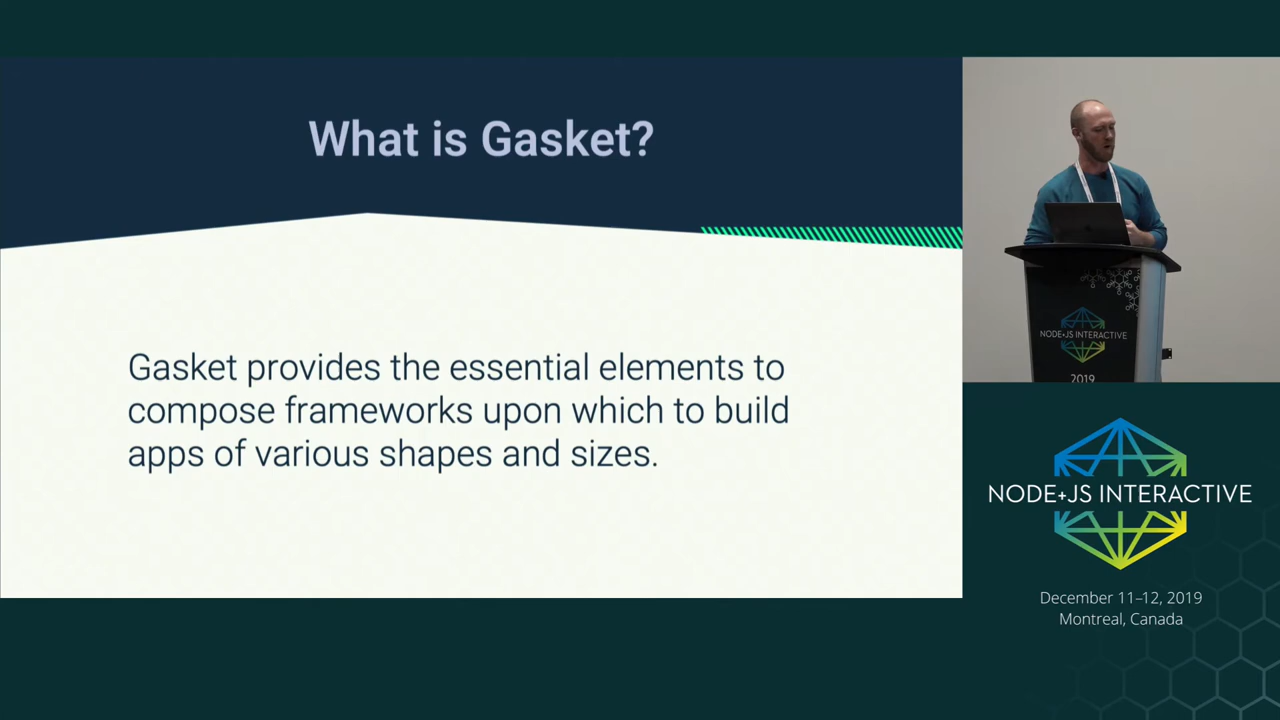 What is Gasket?
Gasket provides the essential elements to
compose frameworks upon which to build
apps of various shapes and sizes.
NODE+JS INTERACTIVE
2019
NODE+JS INTERACTIVE
December 11–12, 2019
Montreal, Canada